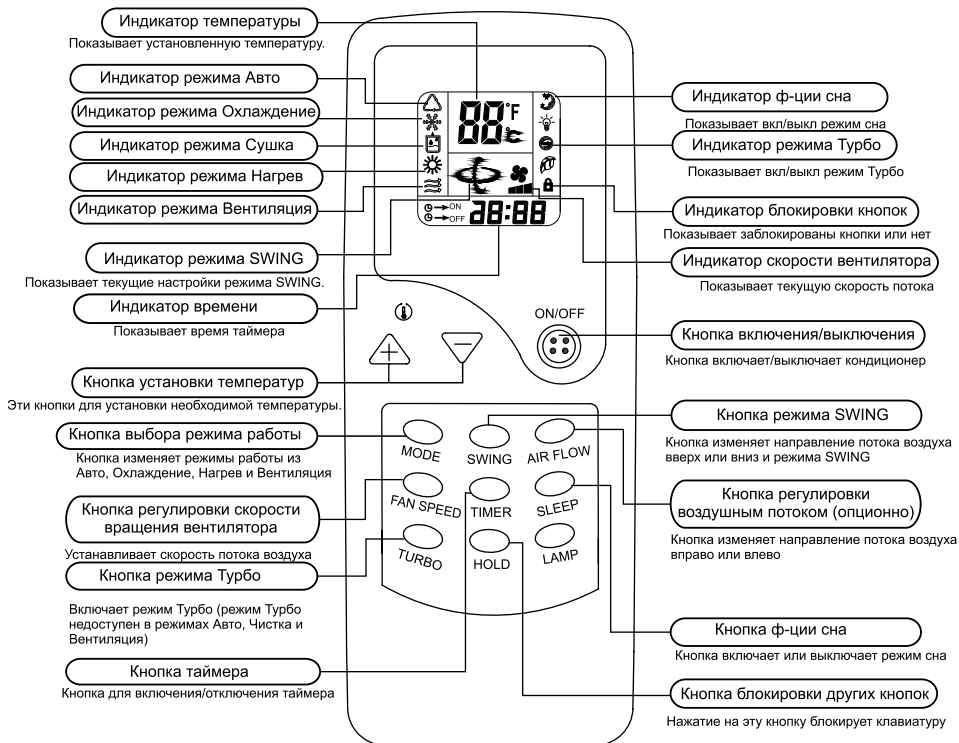 Индикатор температуры
Показывает установленную температуру.
Индикатор режима Авто
Индикатор режима Охлаждение
Индикатор режима Сушка
Индикатор режима Нагрев
Индикатор режима Вентиляция
Индикатор режима SWING
Показывает текущие настройки режима SWING.
Индикатор времени
Показывает время таймера
Кнопка установки температур
Эти кнопки для установки необходимой температуры.
Кнопка выбора режима работы
Кнопка изменяет режимы работы из
Авто, Охлаждение, Нагрев и Вентиляция
Кнопка регулировки скорости
вращения вентилятора
Устанавливает скорость потока воздуха
Кнопка режима Турбо
Включает режим Турбо (режим Турбо
недоступен в режимах Авто, Чистка и
Вентиляция)
Кнопка таймера
Кнопка для включения/отключения таймера
88 °F
°C
ON
OFF
88:88
ON/OFF
MODE SWING AIR FLOW
FAN SPEED TIMER SLEEP
TURBO HOLD LAMP
Индикатор ф-ции сна
Показывает вкл/выкл режим сна
Индикатор режима Турбо
Показывает вкл/выкл режим Турбо
Индикатор блокировки кнопок
Показывает заблокированы кнопки или нет
Индикатор скорости вентилятора
Показывает текущую скорость потока
Кнопка включения/выключения
Кнопка включает/выключает кондиционер
Кнопка режима SWING
Кнопка изменяет направление потока воздуха
вверх или вниз и режима SWING
Кнопка регулировки
воздушным потоком (опционно)
Кнопка изменяет направление потока воздуха
вправо или влево
Кнопка ф-ции сна
Кнопка включает или выключает режим сна
Кнопка блокировки других кнопок
Нажатие на эту кнопку блокирует клавиатуру